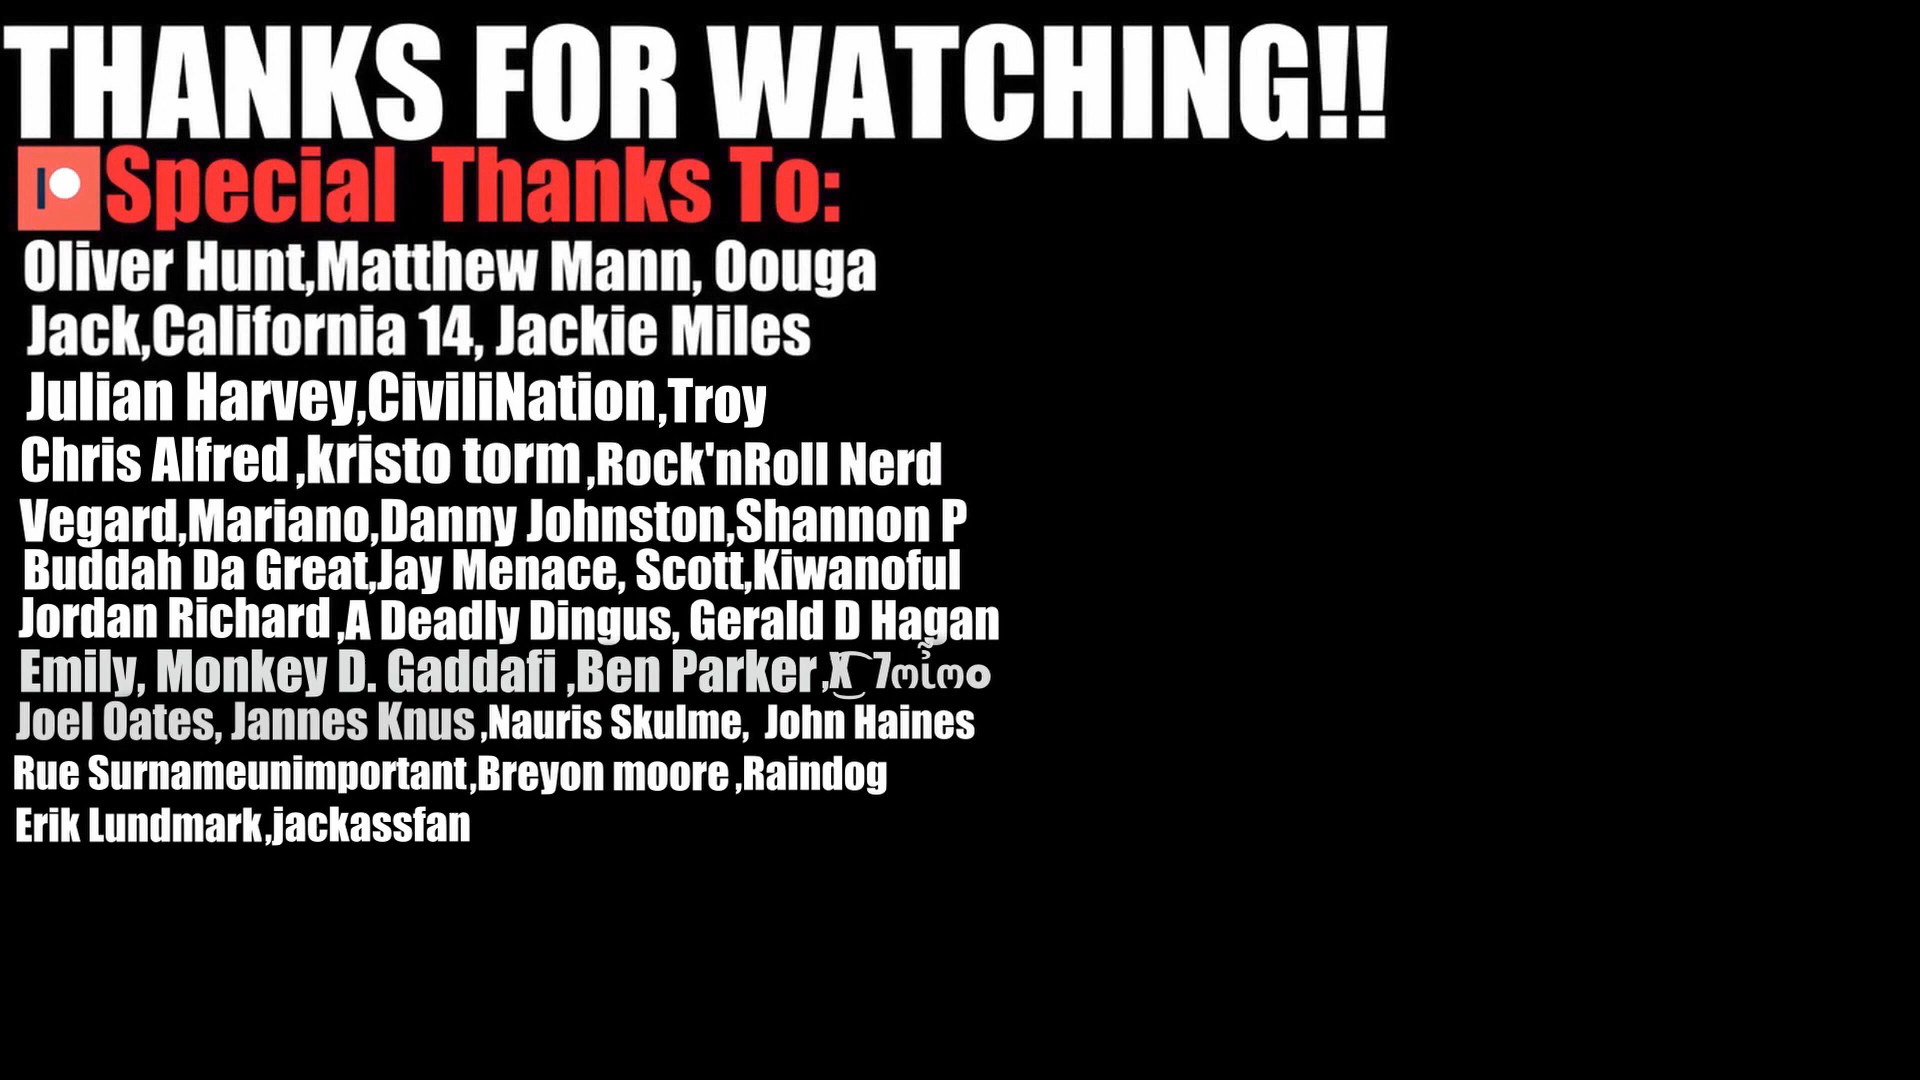 THANKS FOR WATCHING!!
Special Thanks To:
Oliver Hunt,Matthew Mann, Oouga
Jack,California 14, Jackie Miles
Julian Harvey,CiviliNation,Troy
Chris Alfred ,kristo torm ,Rock'nRoll Nerd
Vegard,Mariano,Danny Johnston,Shannon P
Buddah Da Great,Jay Menace, Scott,Kiwanoful
Jordan Richard ,A Deadly Dingus, Gerald D Hagan
Emily, Monkey D. Gaddafi ,Ben Parker
Joel Oates, Jannes Knus ,Nauris Skulme, John Haines
Rue Surnameunimportant,Breyon moore ,Raindog
Erik Lundmark,jackassfan